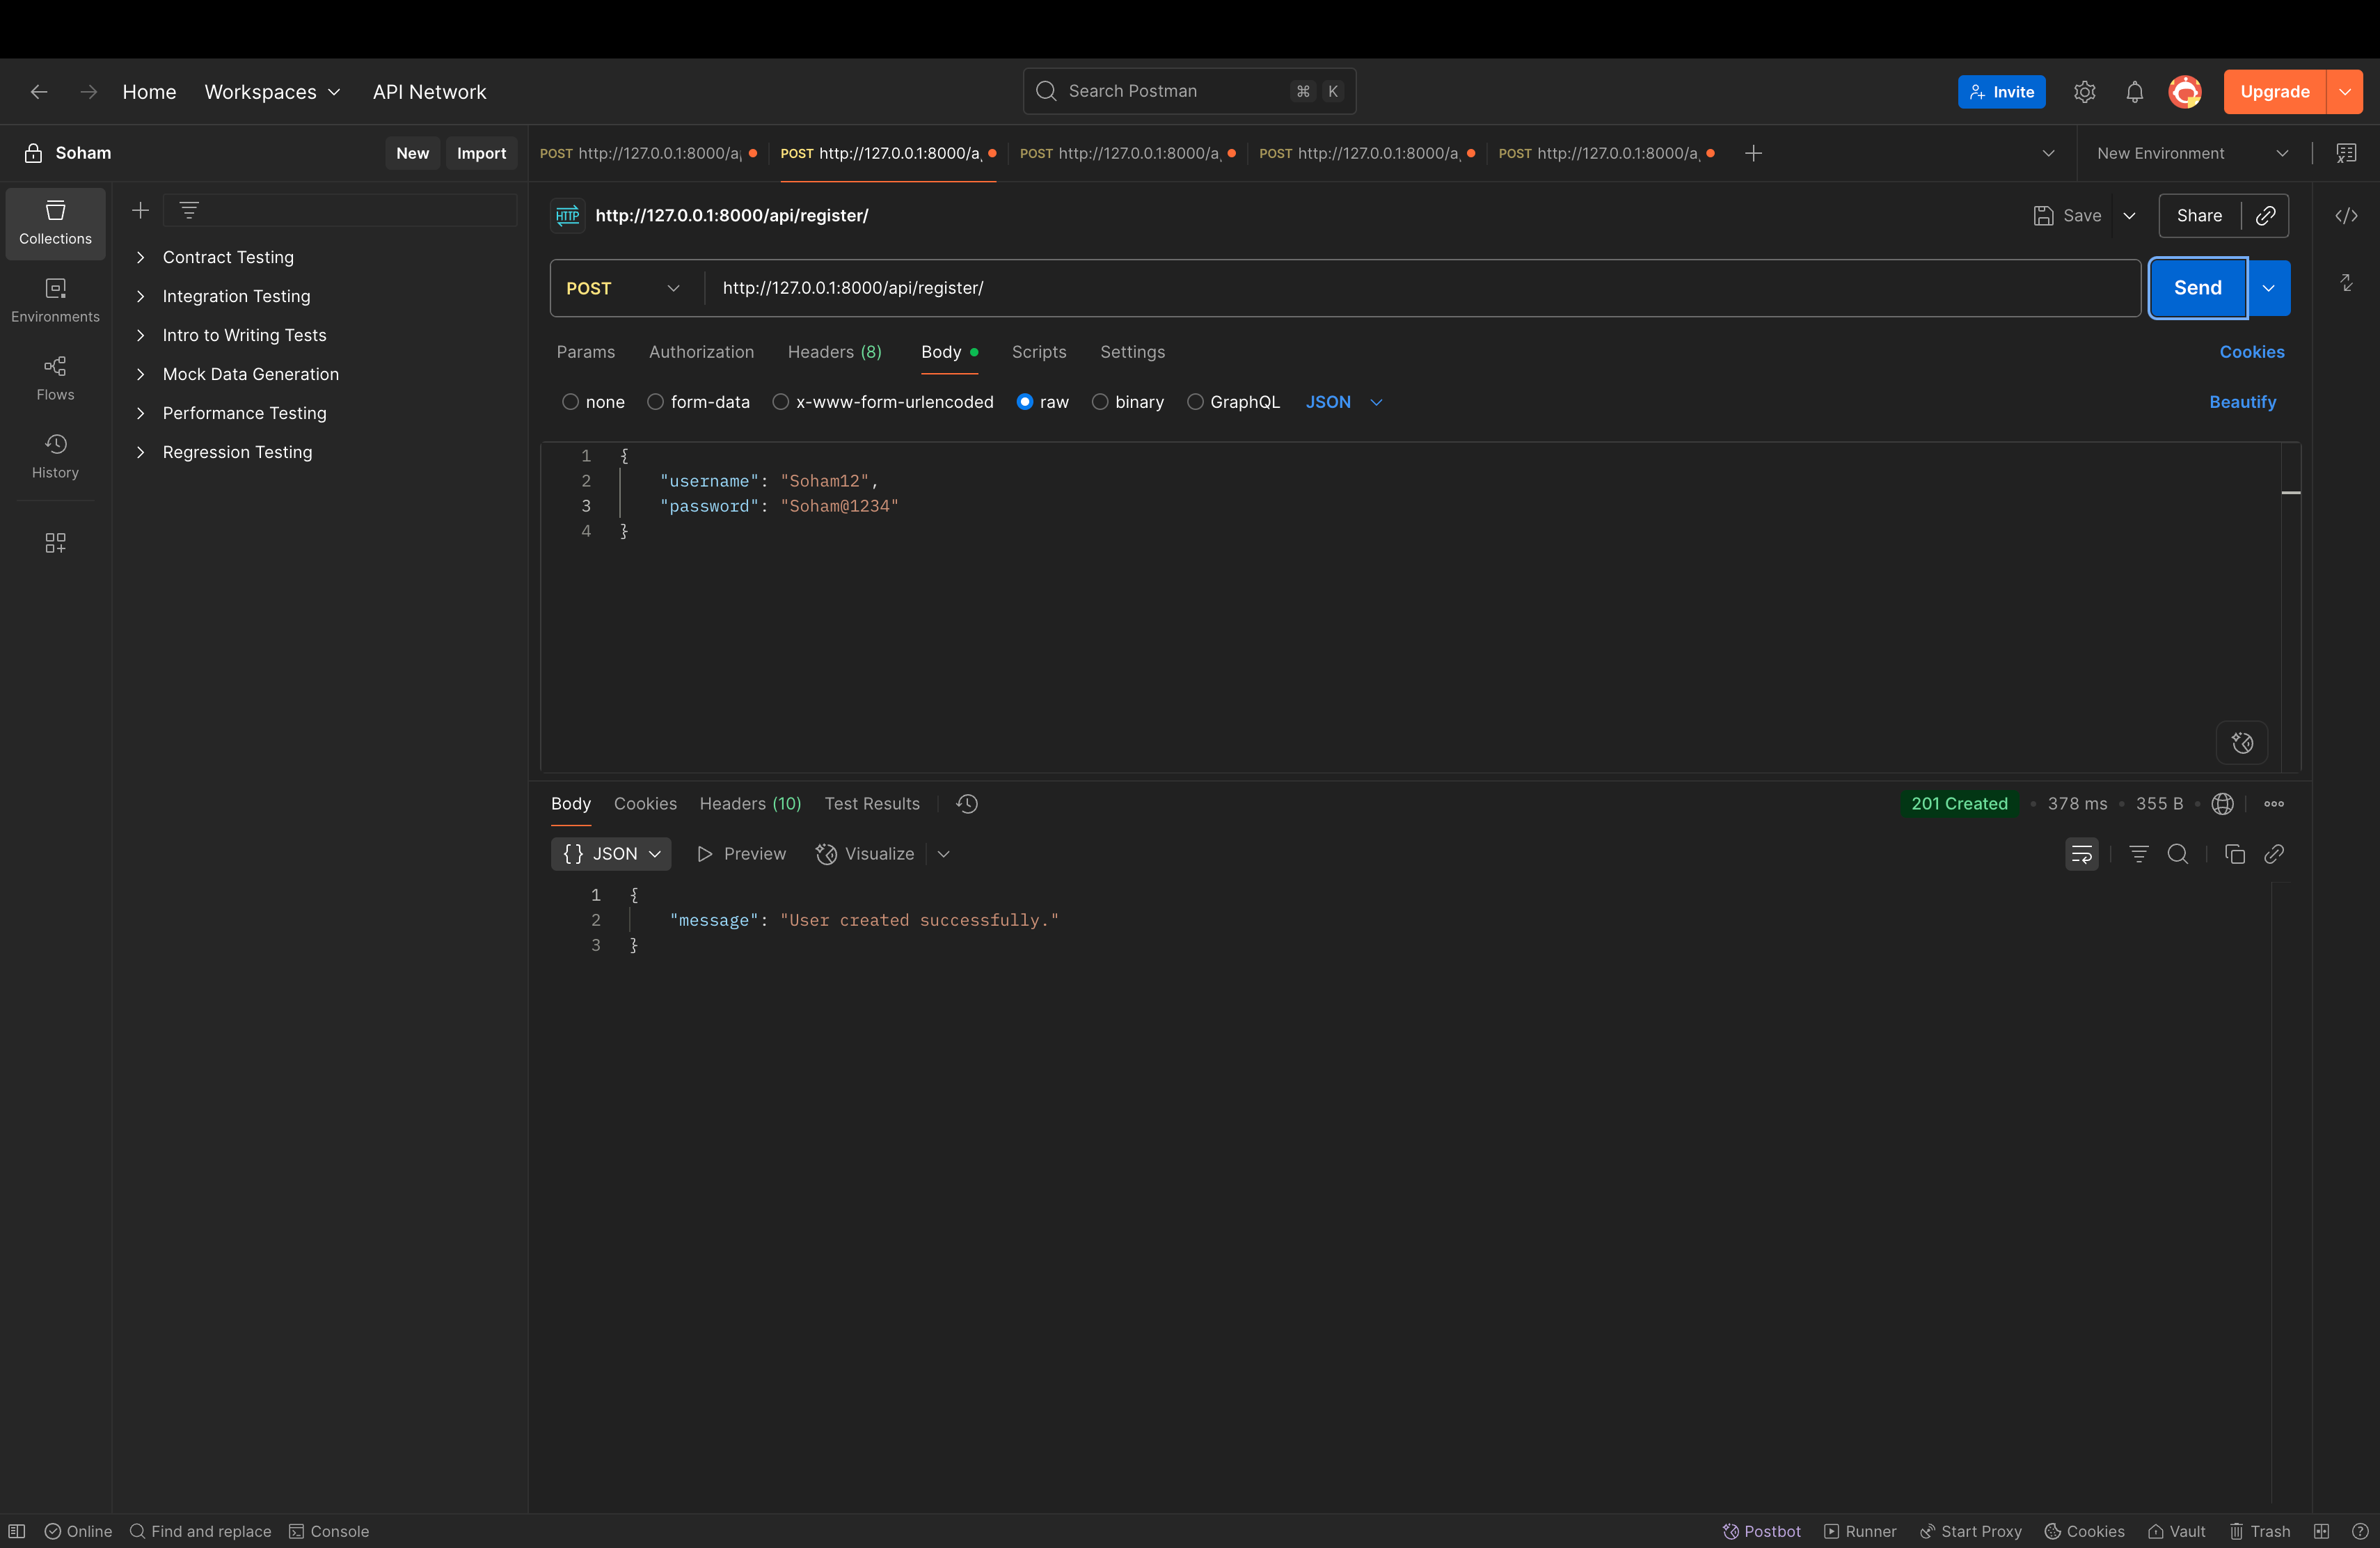 Home Workspaces API Network Search Postman ⌘ K Invite Upgrade
Soham New Import POST http://127.0.0.1:8000/a POST http://127.0.0.1:8000/a POST http://127.0.0.1:8000/a POST http://127.0.0.1:8000/a POST http://127.0.0.1:8000/a New Environment
Collections
Environments
Flows
History
Contract Testing
Integration Testing
Intro to Writing Tests
Mock Data Generation
Performance Testing
Regression Testing
HTTP http://127.0.0.1:8000/api/register/ Save Share
POST http://127.0.0.1:8000/api/register/ Send
Params Authorization Headers (8) Body Scripts Settings Cookies
none form-data x-www-form-urlencoded raw binary GraphQL JSON Beautify
1 {
2 "username": "Soham12",
3 "password": "Soham@1234"
4 }
Body Cookies Headers (10) Test Results 201 Created • 378 ms • 355 B •
{} JSON Preview Visualize
1 {
2 "message": "User created successfully."
3 }
Online Find and replace Console Postbot Runner Start Proxy Cookies Vault Trash